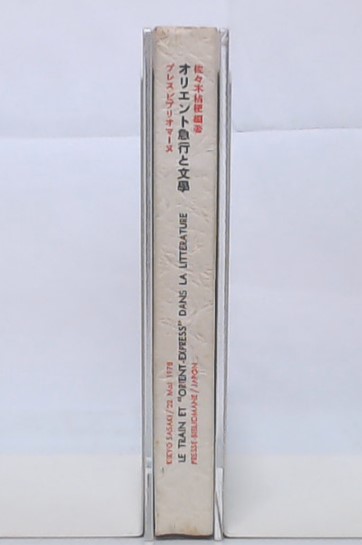 佐々木桔梗編著
オリエント急行と文學
プレス・ビブリオマーヌ
KIKYO SASAKI/22 MAI 1978
LE TRAIN ET "ORIENT-EXPRESS" DANS LA LITTERATURE
PRESSE-BIBLIOMANE/JAPON